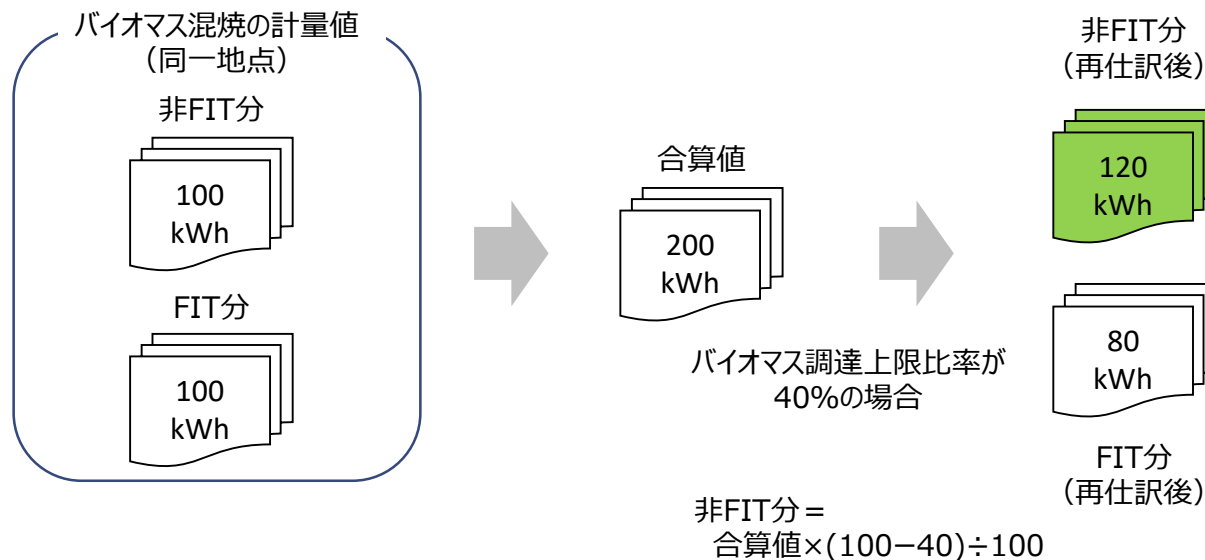 バイオマス混焼の計量値
（同一地点）
非FIT分
100
kWh
FIT分
100
kWh
合算値
200
kWh
バイオマス調達上限比率が
40%の場合
非FIT分＝
合算値×(100−40)÷100
非FIT分
（再仕訳後）
120
kWh
80
kWh
FIT分
（再仕訳後）